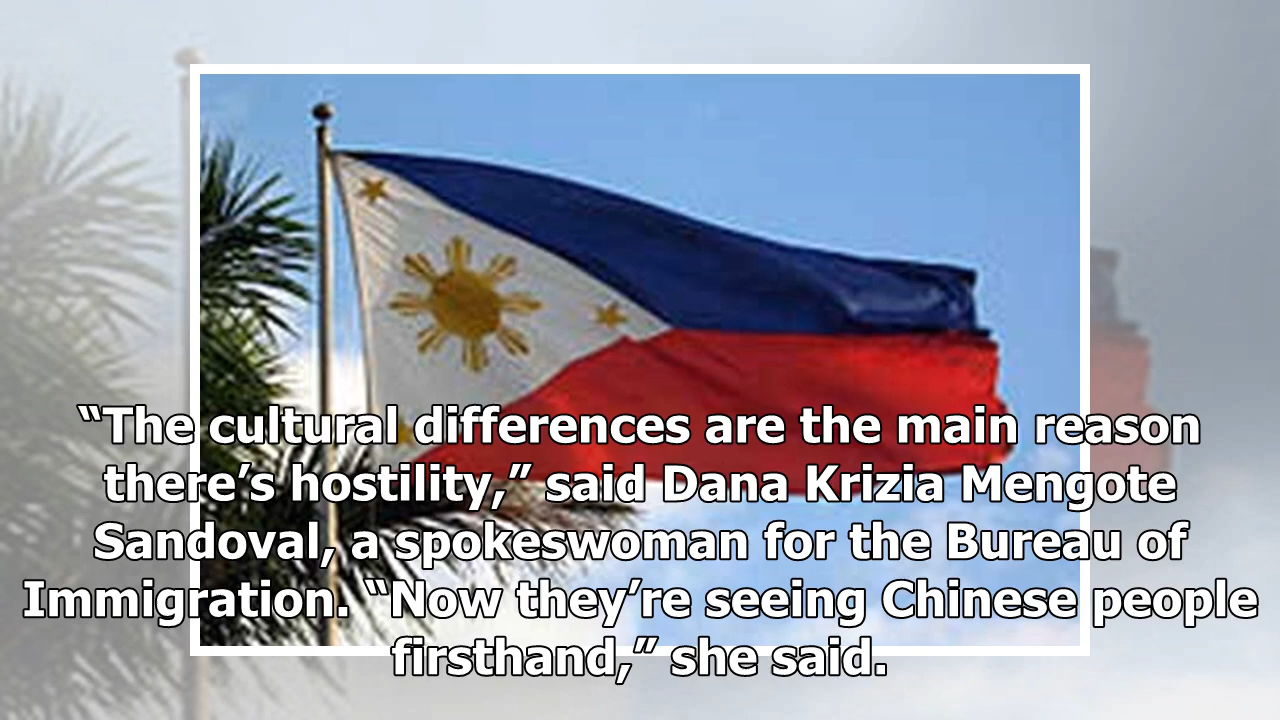 “The cultural differences are the main reason
there’s hostility,” said Dana Krizia Mengote
Sandoval, a spokeswoman for the Bureau of
Immigration. “Now they’re seeing Chinese people
firsthand,” she said.